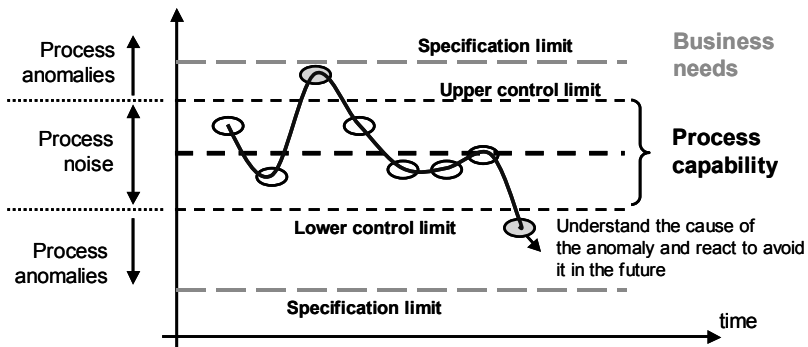 Process
anomalies
Specification limit
Business
needs
Upper control limit
Process
noise
Process
capability
Lower control limit
Understand the cause of
the anomaly and react to avoid
it in the future
Process
anomalies
Specification limit
time